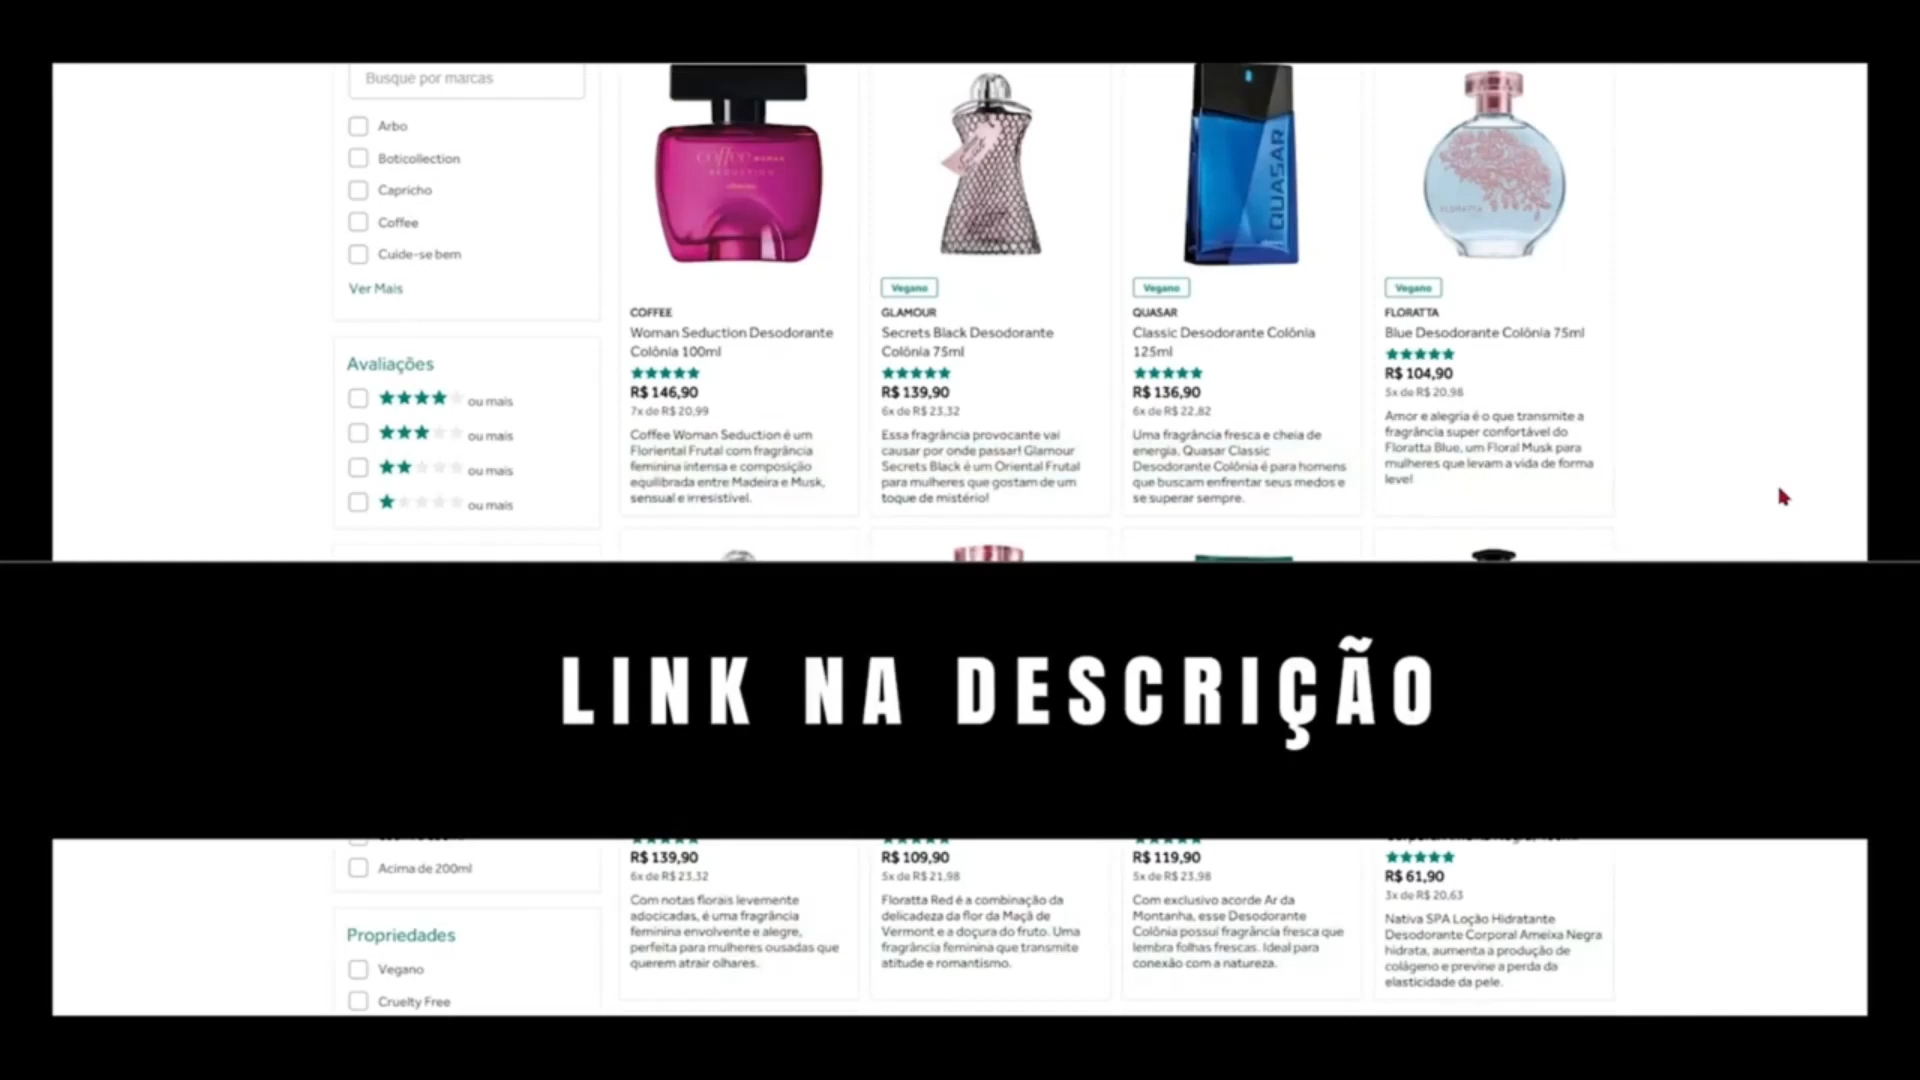 Busque por marcas
Arbo
Boticollection
Capricho
Coffee
Cuide-se bem
Ver Mais
Avaliações
ou mais
ou mais
ou mais
ou mais
coffee WOMAN
SEDUCTION
COFFEE
Woman Seduction Desodorante
Colônia 100ml
R$ 146,90
7x de R$ 20,99
Coffee Woman Seduction é um
Floriental Frutal com fragrância
feminina intensa e composição
equilibrada entre Madeira e Musk,
sensual e irresistível.
Vegano
GLAMOUR
Secrets Black Desodorante
Colônia 75ml
R$ 139,90
6x de R$ 23,32
Essa fragrância provocante vai
causar por onde passar! Glamour
Secrets Black é um Oriental Frutal
para mulheres que gostam de um
toque de mistério!
QUASAR
Vegano
QUASAR
Classic Desodorante Colônia
125ml
R$ 136,90
6x de R$ 22,82
Uma fragrância fresca e cheia de
energia, Quasar Classic
Desodorante Colônia é para homens
que buscam enfrentar seus medos e
se superar sempre.
FLORATTA
Vegano
FLORATTA
Blue Desodorante Colônia 75ml
R$ 104,90
5x de R$ 20,98
Amor e alegria é o que transmite a
fragrância super confortável do
Floratta Blue, um Floral Musk para
mulheres que levam a vida de forma
leve!
LINK NA DESCRIÇÃO
Acima de 200ml
Propriedades
Vegano
Cruelty Free
R$ 139,90
6x de R$ 23,32
Com notas florais levemente
adocicadas, é uma fragrância
feminina envolvente e alegre,
perfeita para mulheres ousadas que
querem atrair olhares.
R$ 109,90
5x de R$ 21,98
Floratta Red é a combinação da
delicadeza da flor da Maçã de
Vermont e a doçura do fruto. Uma
fragrância feminina que transmite
atitude e romantismo.
R$ 119,90
5x de R$ 23,98
Com exclusivo acorde Ar da
Montanha, esse Desodorante
Colônia possui fragrância fresca que
lembra folhas frescas. Ideal para
conexão com a natureza.
R$ 61,90
3x de R$ 20,63
Nativa SPA Loção Hidratante
Desodorante Corporal Ameixa Negra
hidrata, aumenta a produção de
colágeno e previne a perda da
elasticidade da pele.